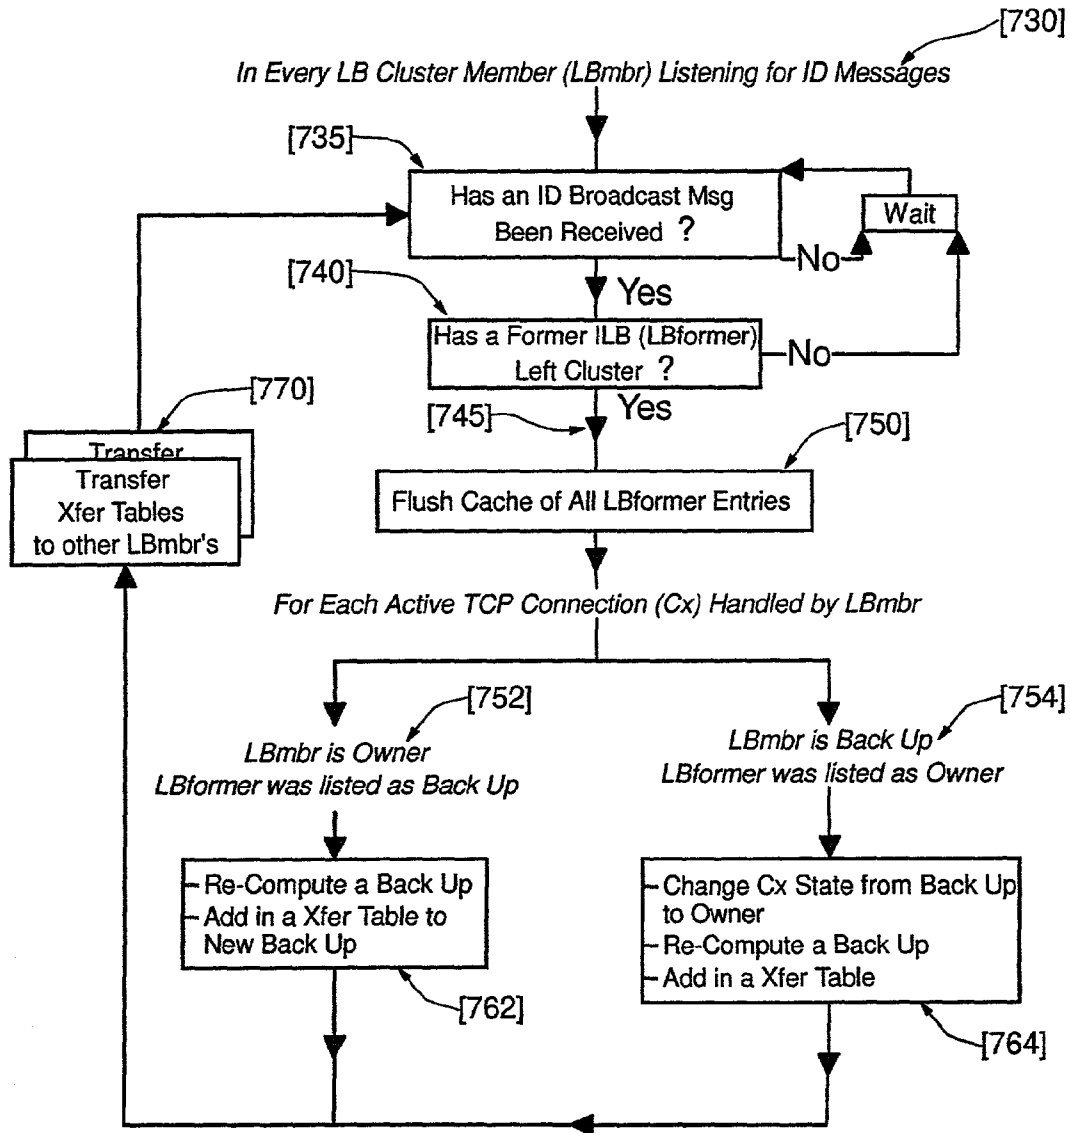 [730]
In Every LB Cluster Member (LBmbr) Listening for ID Messages
[735]
Has an ID Broadcast Msg
Been Received ?
Wait
No
[740]
Yes
Has a Former ILB (LBformer)
Left Cluster ?
No
[770]
[745]
Yes
[750]
Transfer
Transfer
Xfer Tables
to other LBmbr's
Flush Cache of All LBformer Entries
For Each Active TCP Connection (Cx) Handled by LBmbr
[752]
[754]
LBmbr is Owner
LBformer was listed as Back Up
LBmbr is Back Up
LBformer was listed as Owner
– Re-Compute a Back Up
– Add in a Xfer Table to
New Back Up
– Change Cx State from Back Up
to Owner
– Re-Compute a Back Up
– Add in a Xfer Table
[762]
[764]